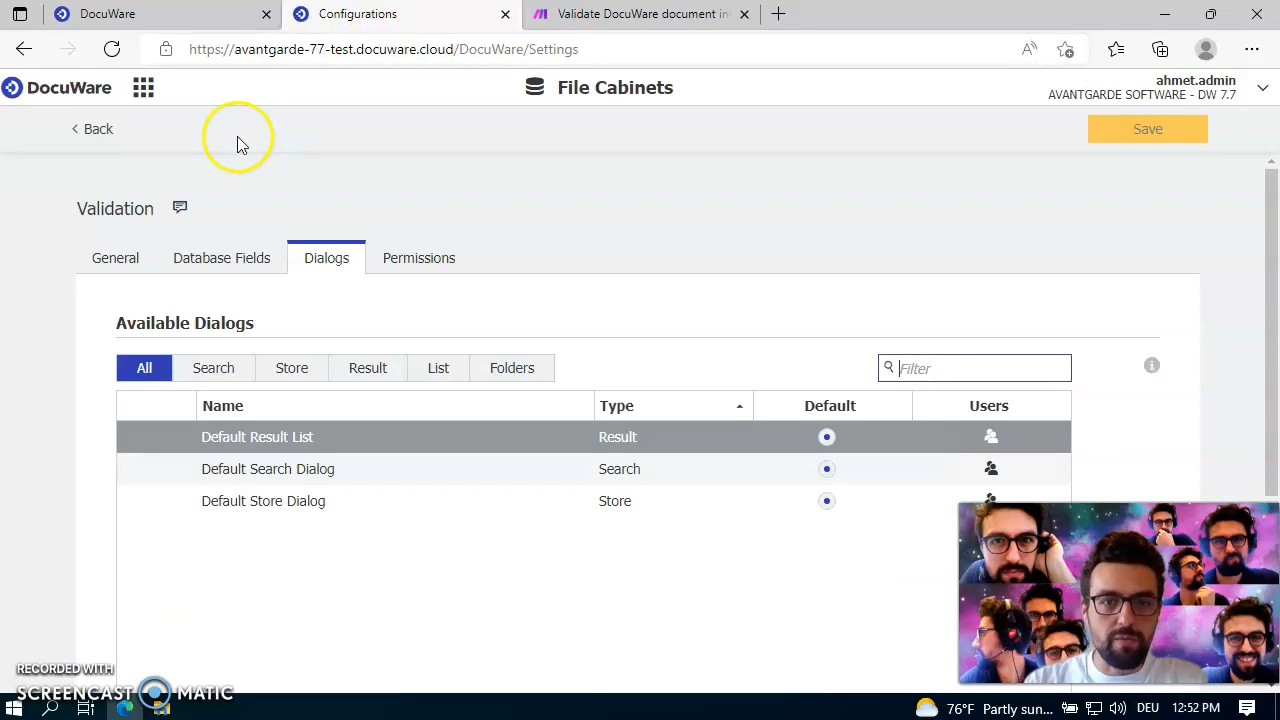 DocuWare
Configurations
Validate DocuWare document in
https://avantgarde-77-test.docuware.cloud/DocuWare/Settings
DocuWare
File Cabinets
ahmet.admin
AVANTGARDE SOFTWARE - DW 7.7
Back
Save
Validation
General
Database Fields
Dialogs
Permissions
Available Dialogs
All
Search
Store
Result
List
Folders
Filter
Name
Type
Default
Users
Default Result List
Result
Default Search Dialog
Search
Default Store Dialog
Store
RECORDED WITH
SCREENCAST MATIC
76°F Partly sun...
DEU
12:52 PM